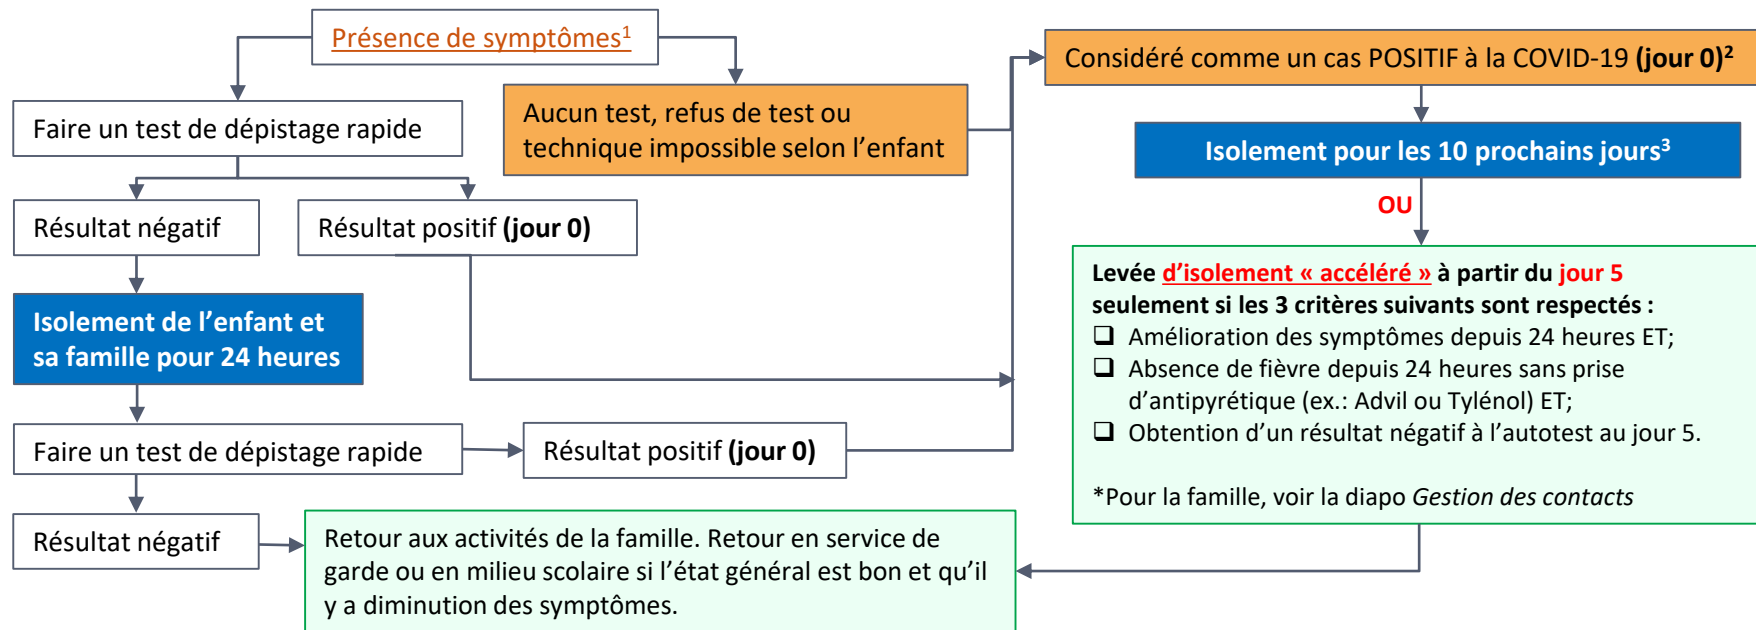 Présence de symptômes1
Faire un test de dépistage rapide
Aucun test, refus de test ou
technique impossible selon l’enfant
Résultat négatif
Résultat positif (jour 0)
Isolement de l’enfant et
sa famille pour 24 heures
Faire un test de dépistage rapide
Résultat positif (jour 0)
Résultat négatif
Retour aux activités de la famille. Retour en service de
garde ou en milieu scolaire si l’état général est bon et qu’il
y a diminution des symptômes.
Considéré comme un cas POSITIF à la COVID-19 (jour 0)2
Isolement pour les 10 prochains jours3
OU
Levée d’isolement « accéléré » à partir du jour 5
seulement si les 3 critères suivants sont respectés :
❑ Amélioration des symptômes depuis 24 heures ET;
❑ Absence de fièvre depuis 24 heures sans prise
d’antipyrétique (ex.: Advil ou Tylénol) ET;
❑ Obtention d’un résultat négatif à l’autotest au jour 5.
*Pour la famille, voir la diapo Gestion des contacts